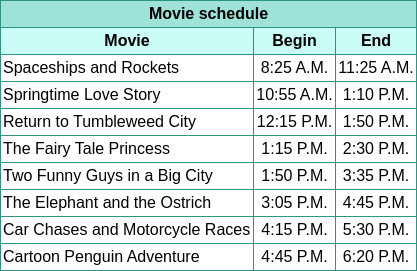 Movie schedule
Movie Begin End
Spaceships and Rockets 8:25 A.M. 11:25 A.M.
Springtime Love Story 10:55 A.M. 1:10 P.M.
Return to Tumbleweed City 12:15 P.M. 1:50 P.M.
The Fairy Tale Princess 1:15 P.M. 2:30 P.M.
Two Funny Guys in a Big City 1:50 P.M. 3:35 P.M.
The Elephant and the Ostrich 3:05 P.M. 4:45 P.M.
Car Chases and Motorcycle Races 4:15 P.M. 5:30 P.M.
Cartoon Penguin Adventure 4:45 P.M. 6:20 P.M.